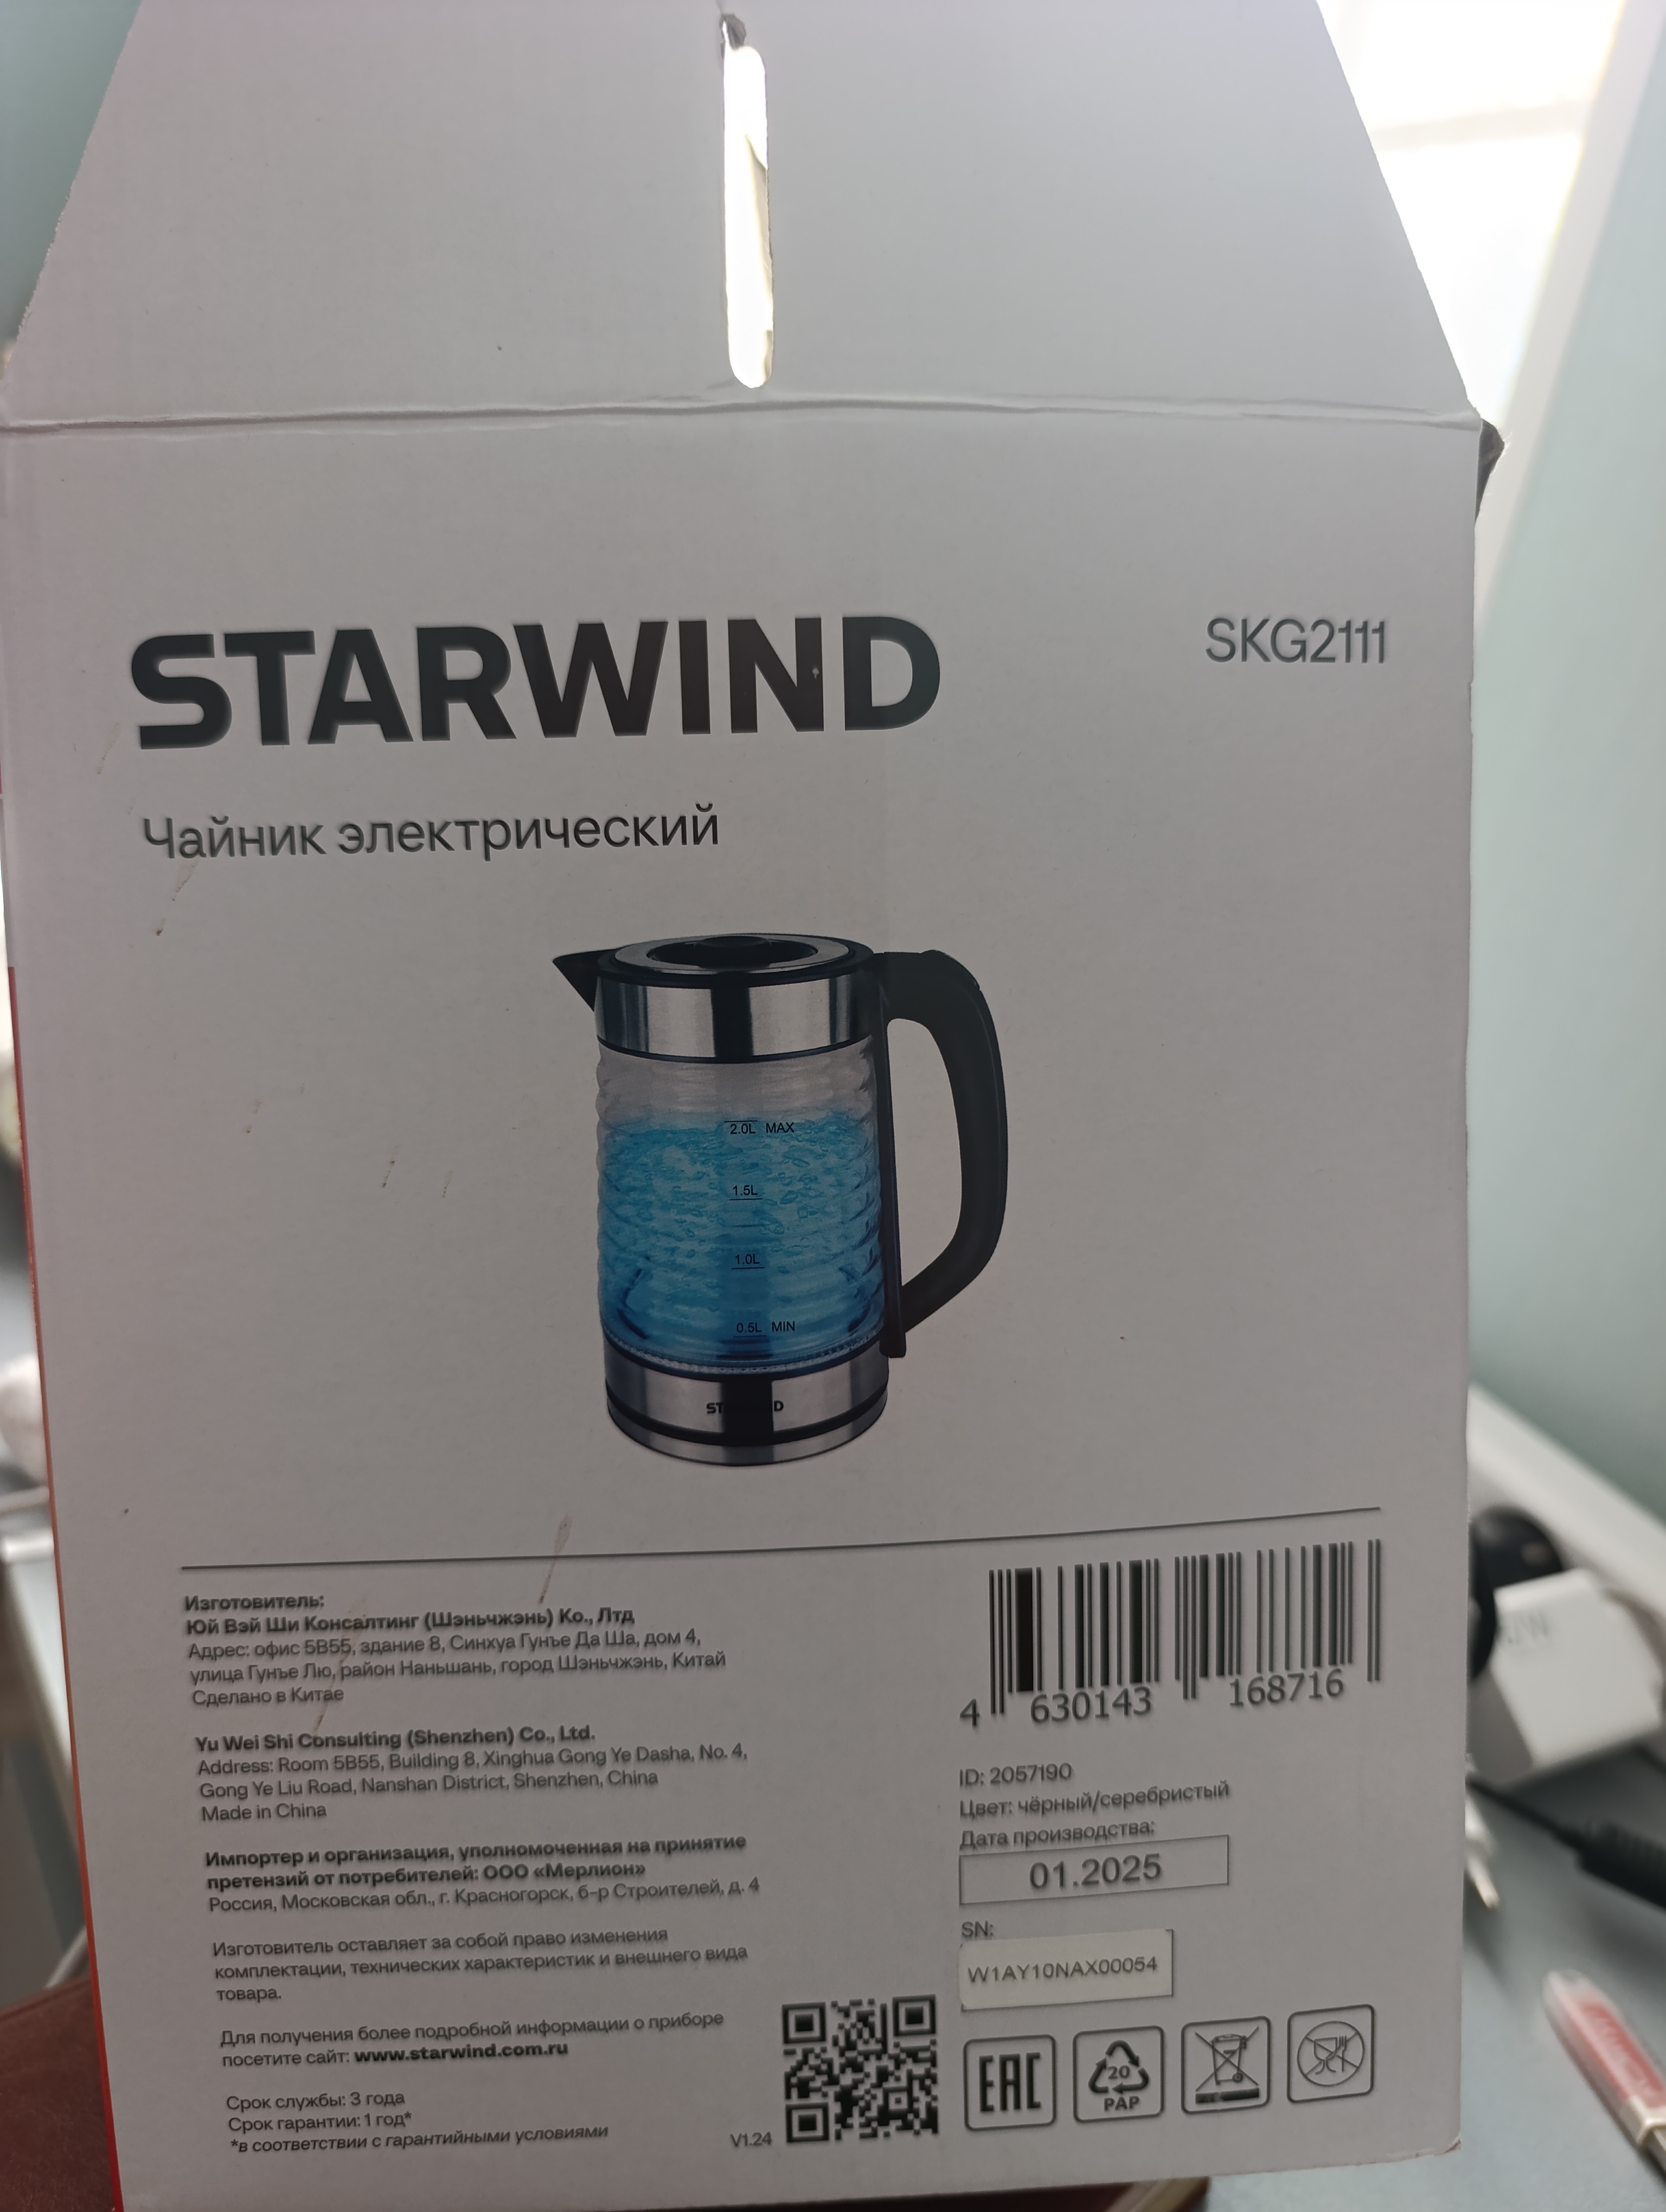 STARWIND
SKG2111
Чайник электрический
2.0L MAX
1.5L
1.0L
0.5L MIN
Изготовитель:
Юй Вэй Ши Консалтинг (Шэньчжэнь) Ко., Лтд
Адрес: офис 5B55, здание 8, Синхуа Гунъе Да Ша, дом 4,
улица Гунъе Лю, район Наньшань, город Шэньчжэнь, Китай
Сделано в Китае
Yu Wei Shi Consulting (Shenzhen) Co., Ltd.
Address: Room 5B55, Building 8, Xinghua Gong Ye Dasha, No. 4,
Gong Ye Liu Road, Nanshan District, Shenzhen, China
Made in China
Импортер и организация, уполномоченная на принятие
претензий от потребителей: ООО «Мерлион»
Россия, Московская обл., г. Красногорск, б-р Строителей, д. 4
Изготовитель оставляет за собой право изменения
комплектации, технических характеристик и внешнего вида
товара.
Для получения более подробной информации о приборе
посетите сайт: www.starwind.com.ru
Срок службы: 3 года
Срок гарантии: 1 год*
*в соответствии с гарантийными условиями
V1.24
4 630143 168716
ID: 2057190
Цвет: чёрный/серебристый
Дата производства:
01.2025
SN:
W1AY10NAX00054
EAC
20
PAP